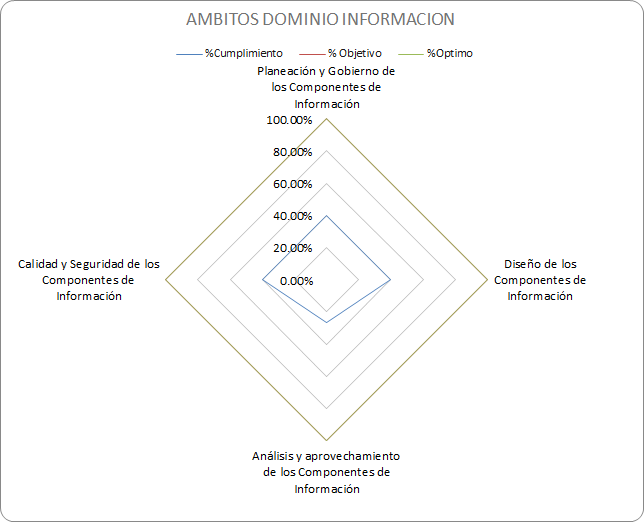 AMBITOS DOMINIO INFORMACION
%Cumplimiento % Objetivo %Optimo
Planeación y Gobierno de
los Componentes de
Información
100.00%
80.00%
60.00%
40.00%
20.00%
0.00%
Calidad y Seguridad de los
Componentes de
Información
Diseño de los
Componentes de
Información
Análisis y aprovechamiento
de los Componentes de
Información